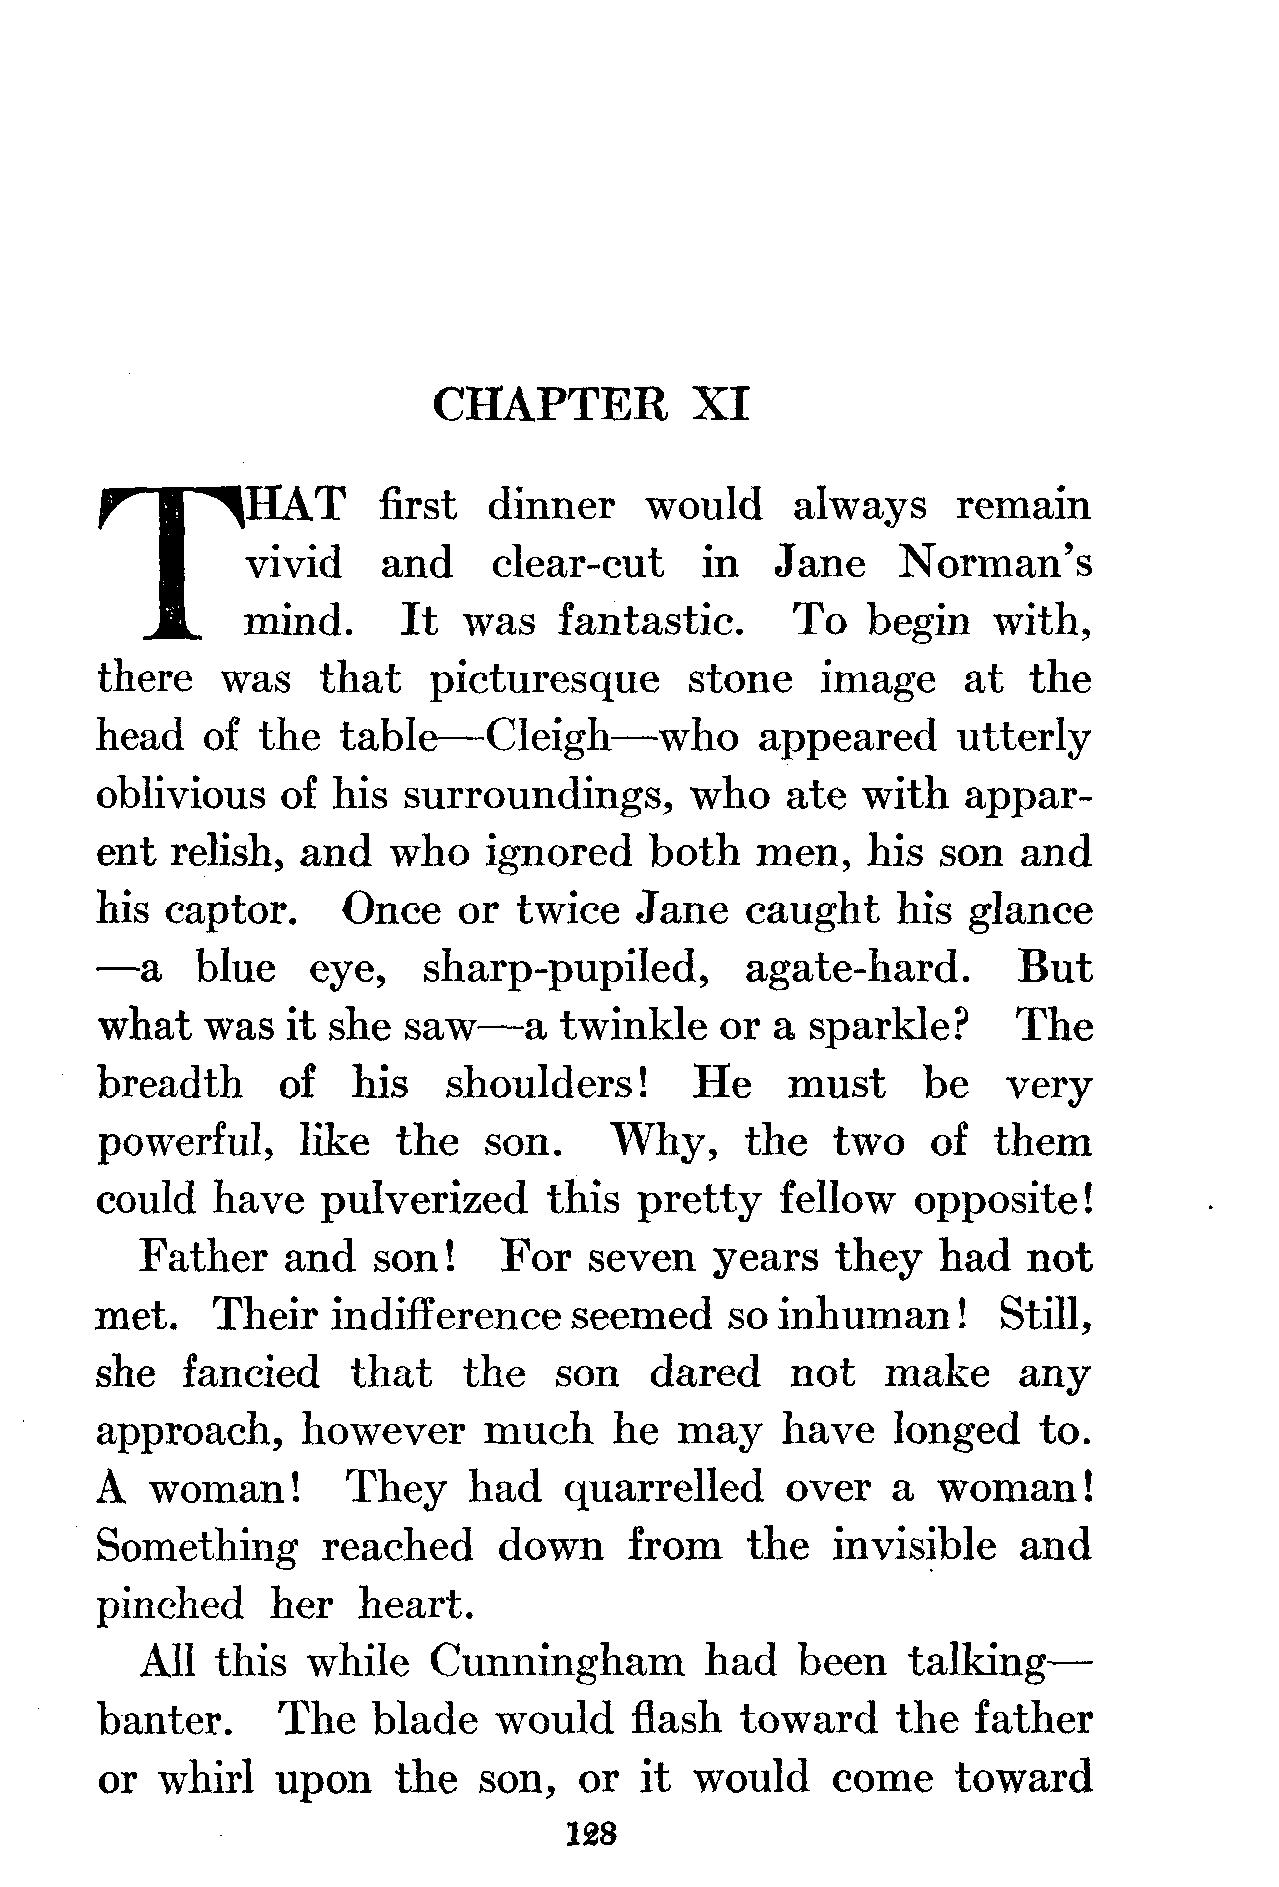 CHAPTER XI
THAT first dinner would always remain
vivid and clear-cut in Jane Norman's
mind. It was fantastic. To begin with,
there was that picturesque stone image at the
head of the table—Cleigh—who appeared utterly
oblivious of his surroundings, who ate with appar-
ent relish, and who ignored both men, his son and
his captor. Once or twice Jane caught his glance
—a blue eye, sharp-pupiled, agate-hard. But
what was it she saw—a twinkle or a sparkle? The
breadth of his shoulders! He must be very
powerful, like the son. Why, the two of them
could have pulverized this pretty fellow opposite!
Father and son! For seven years they had not
met. Their indifference seemed so inhuman! Still,
she fancied that the son dared not make any
approach, however much he may have longed to.
A woman! They had quarrelled over a woman!
Something reached down from the invisible and
pinched her heart.
All this while Cunningham had been talking—
banter. The blade would flash toward the father
or whirl upon the son, or it would come toward
128